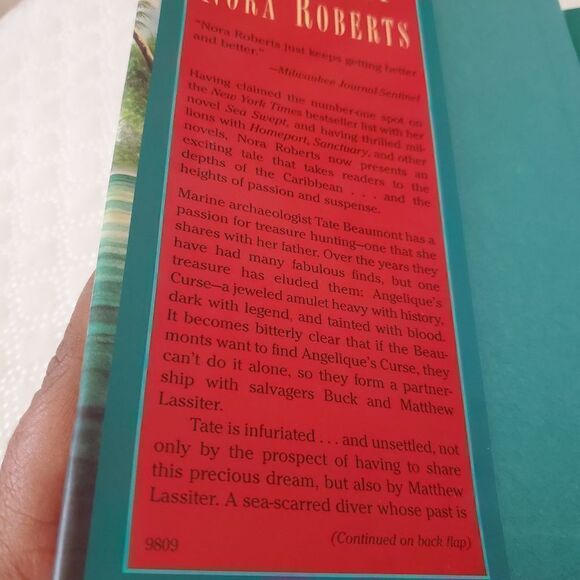 NORA ROBERTS
"Nora Roberts just keeps getting better
and better."
—Milwaukee Journal-Sentinel
Having claimed the number-one spot on
the New York Times bestseller list with her
novel Sea Swept, and having thrilled mil-
lions with Homeport, Sanctuary, and other
novels, Nora Roberts now presents an
exciting tale that takes readers to the
depths of the Caribbean . . . and the
heights of passion and suspense.
Marine archaeologist Tate Beaumont has a
passion for treasure hunting—one that she
shares with her father. Over the years they
have had many fabulous finds, but one
treasure has eluded them: Angelique's
Curse—a jeweled amulet heavy with history,
dark with legend, and tainted with blood.
It becomes bitterly clear that if the Beau-
monts want to find Angelique's Curse, they
can't do it alone, so they form a partner-
ship with salvagers Buck and Matthew
Lassiter.
Tate is infuriated . . . and unsettled, not
only by the prospect of having to share
this precious dream, but also by Matthew
Lassiter. A sea-scarred diver whose past is
(Continued on back flap)
9809